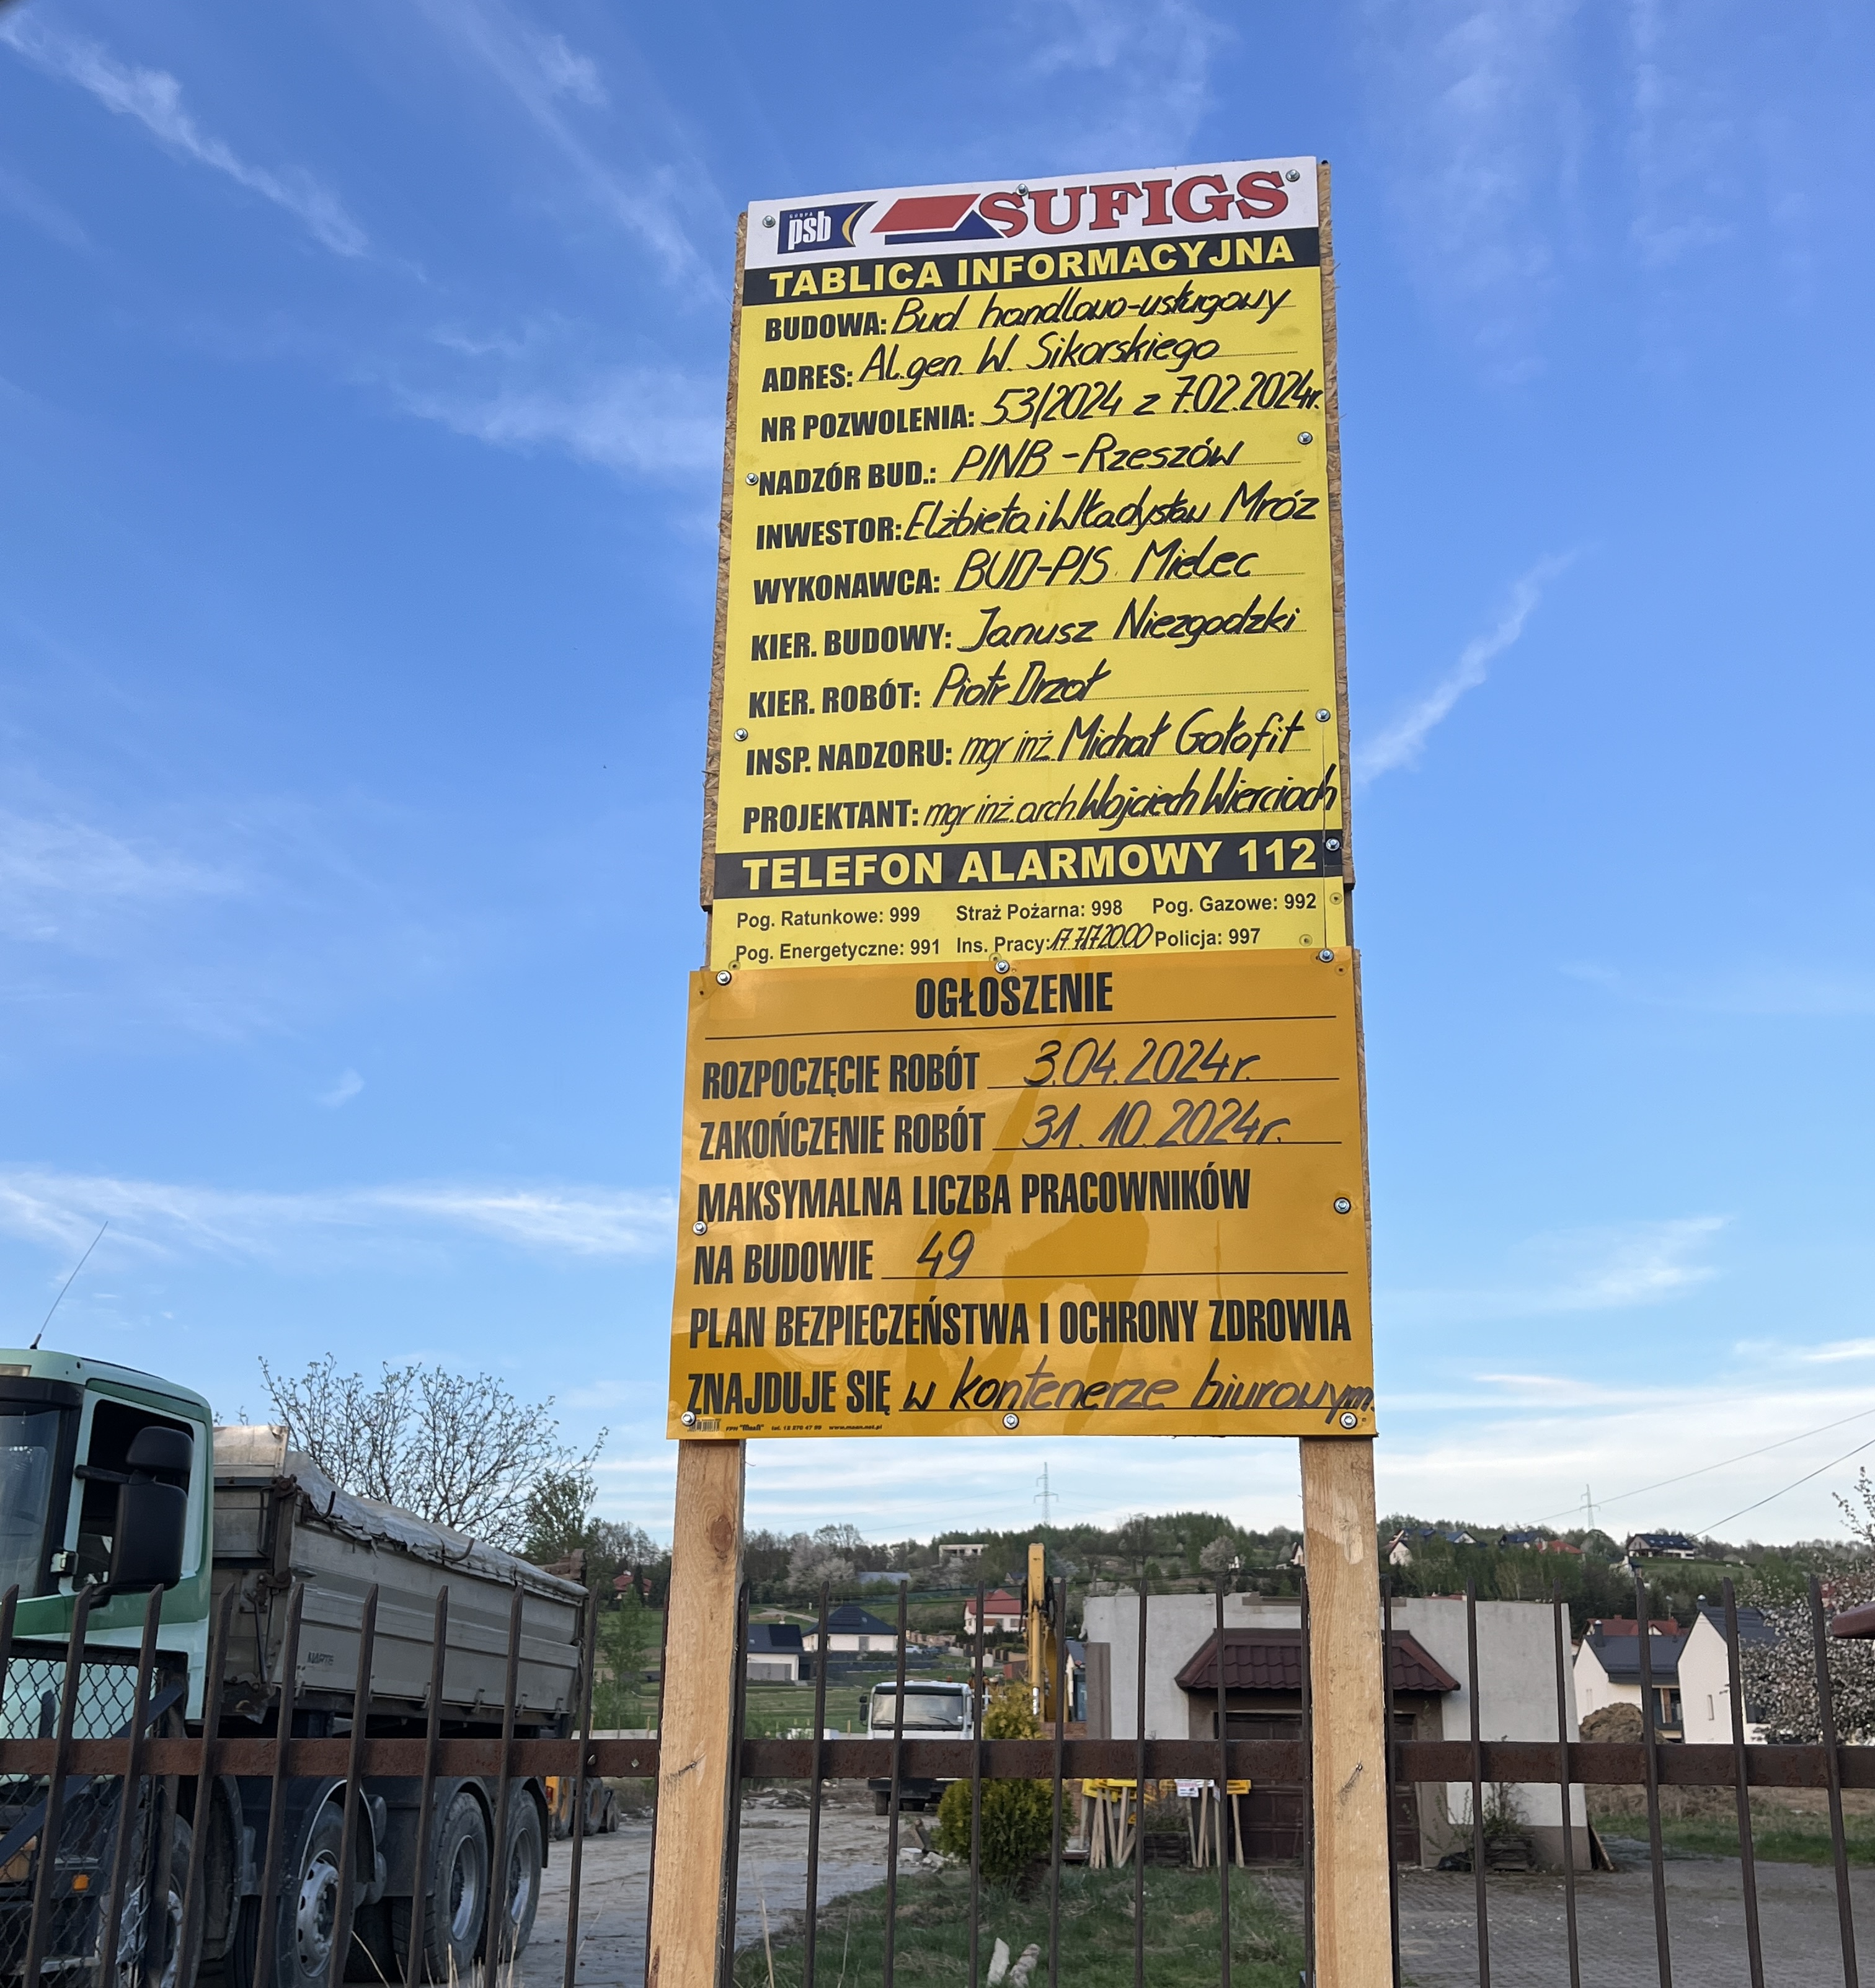 GRUPA psb SUFIGS
TABLICA INFORMACYJNA
BUDOWA: Bud. handlowo-usługowy
ADRES: Al. gen. W. Sikorskiego
NR POZWOLENIA: 53/2024 z 7.02.2024r.
NADZÓR BUD.: PINB - Rzeszów
INWESTOR: Elżbieta i Władysław Mróz
WYKONAWCA: BUD-PIS Mielec
KIER. BUDOWY: Janusz Niezgodzki
KIER. ROBÓT: Piotr Drzał
INSP. NADZORU: mgr inż. Michał Gołofit
PROJEKTANT: mgr inż. arch. Wojciech Wiercioch
TELEFON ALARMOWY 112
Pog. Ratunkowe: 999 Straż Pożarna: 998 Pog. Gazowe: 992
Pog. Energetyczne: 991 Ins. Pracy: 17 7172000 Policja: 997
OGŁOSZENIE
ROZPOCZĘCIE ROBÓT 3.04.2024r.
ZAKOŃCZENIE ROBÓT 31.10.2024r.
MAKSYMALNA LICZBA PRACOWNIKÓW
NA BUDOWIE 49
PLAN BEZPIECZEŃSTWA I OCHRONY ZDROWIA
ZNAJDUJE SIĘ w kontenerze biurowym.